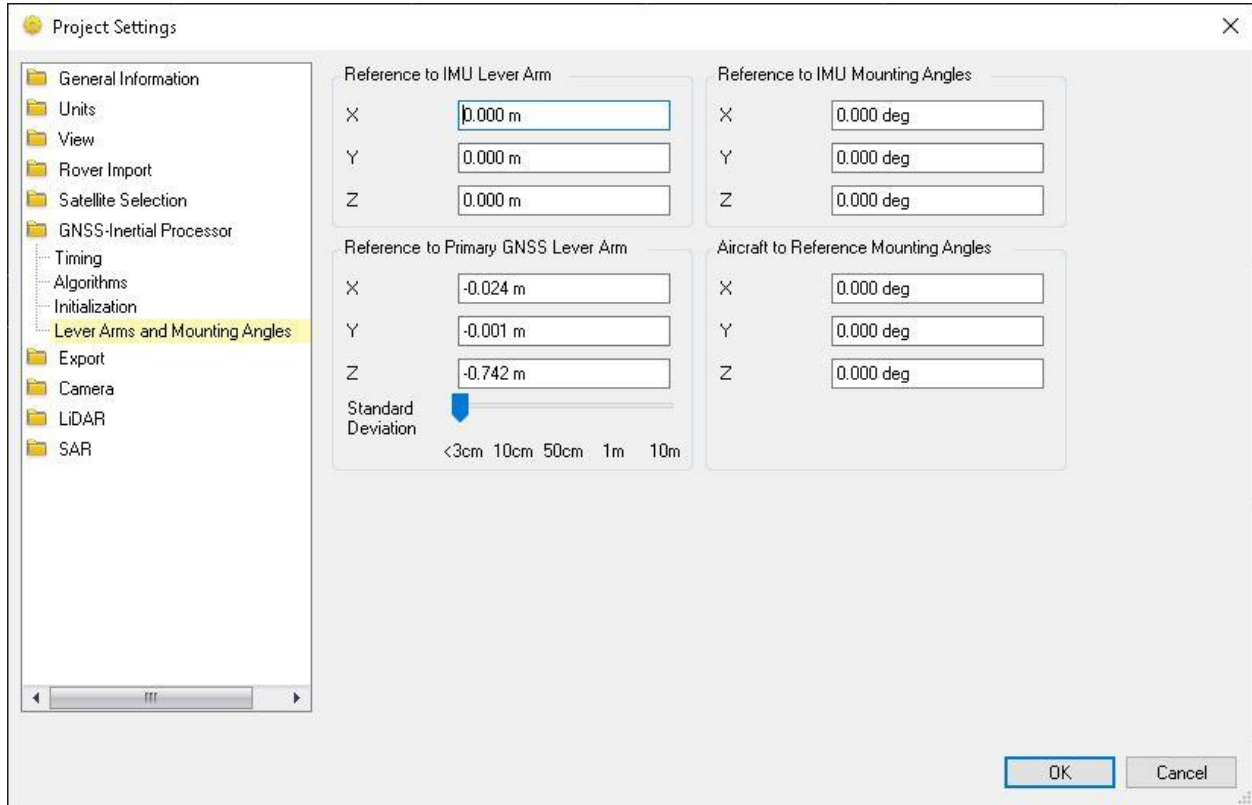 Project Settings
General Information
Units
View
Rover Import
Satellite Selection
GNSS-Inertial Processor
Timing
Algorithms
Initialization
Lever Arms and Mounting Angles
Export
Camera
LiDAR
SAR
Reference to IMU Lever Arm
X 0.000 m
Y 0.000 m
Z 0.000 m
Reference to IMU Mounting Angles
X 0.000 deg
Y 0.000 deg
Z 0.000 deg
Reference to Primary GNSS Lever Arm
X -0.024 m
Y -0.001 m
Z -0.742 m
Standard
Deviation
<3cm 10cm 50cm 1m 10m
Aircraft to Reference Mounting Angles
X 0.000 deg
Y 0.000 deg
Z 0.000 deg
OK Cancel